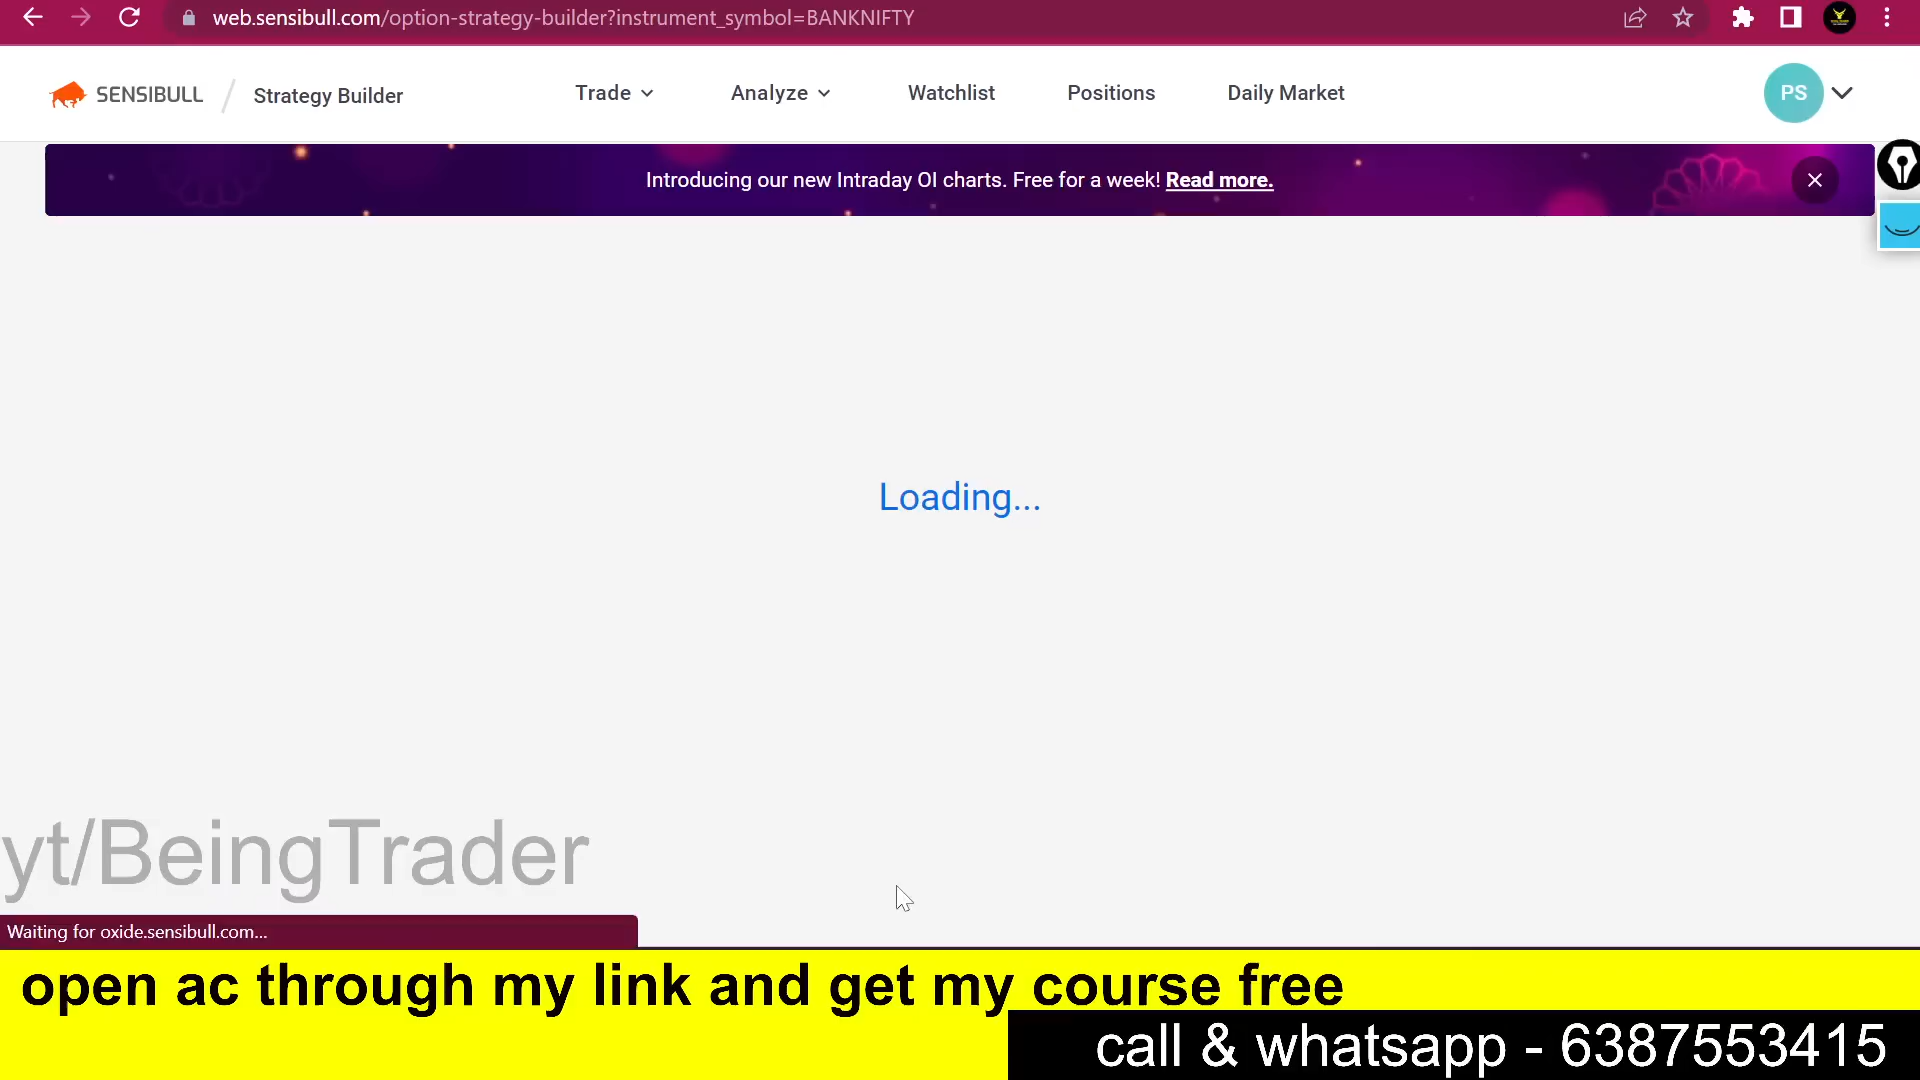 web.sensibull.com/option-strategy-builder?instrument_symbol=BANKNIFTY
SENSIBULL / Strategy Builder
Trade
Analyze
Watchlist
Positions
Daily Market
PS
Introducing our new Intraday OI charts. Free for a week! Read more.
Loading...
yt/BeingTrader
Waiting for oxide.sensibull.com...
open ac through my link and get my course free
call & whatsapp - 6387553415